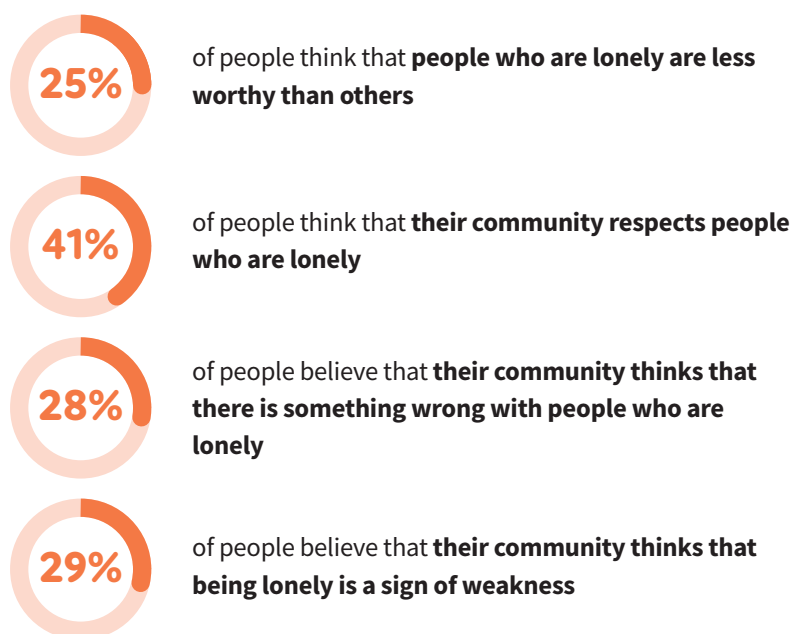 25%
of people think that people who are lonely are less
worthy than others
41%
of people think that their community respects people
who are lonely
28%
of people believe that their community thinks that
there is something wrong with people who are
lonely
29%
of people believe that their community thinks that
being lonely is a sign of weakness